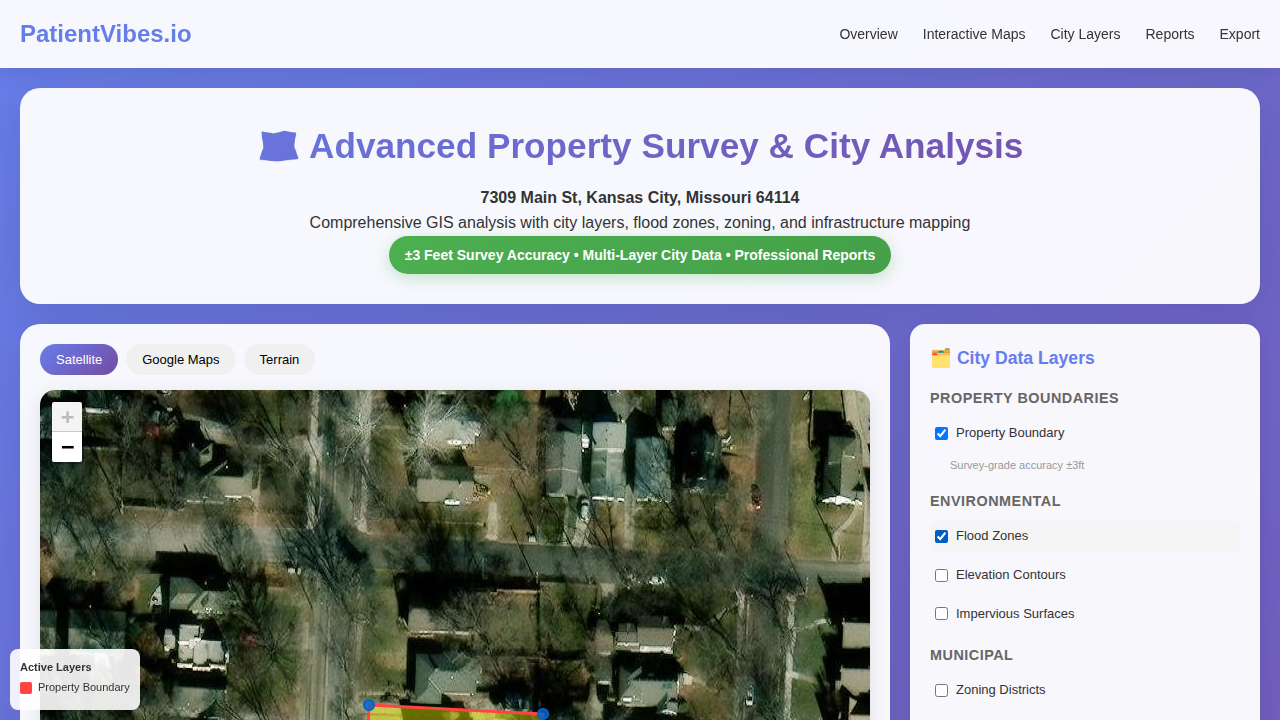 PatientVibes.io
Overview Interactive Maps City Layers Reports Export
Advanced Property Survey & City Analysis
7309 Main St, Kansas City, Missouri 64114
Comprehensive GIS analysis with city layers, flood zones, zoning, and infrastructure mapping
±3 Feet Survey Accuracy • Multi-Layer City Data • Professional Reports
Satellite Google Maps Terrain
+
−
Active Layers
Property Boundary
City Data Layers
PROPERTY BOUNDARIES
Property Boundary
Survey-grade accuracy ±3ft
ENVIRONMENTAL
Flood Zones
Elevation Contours
Impervious Surfaces
MUNICIPAL
Zoning Districts